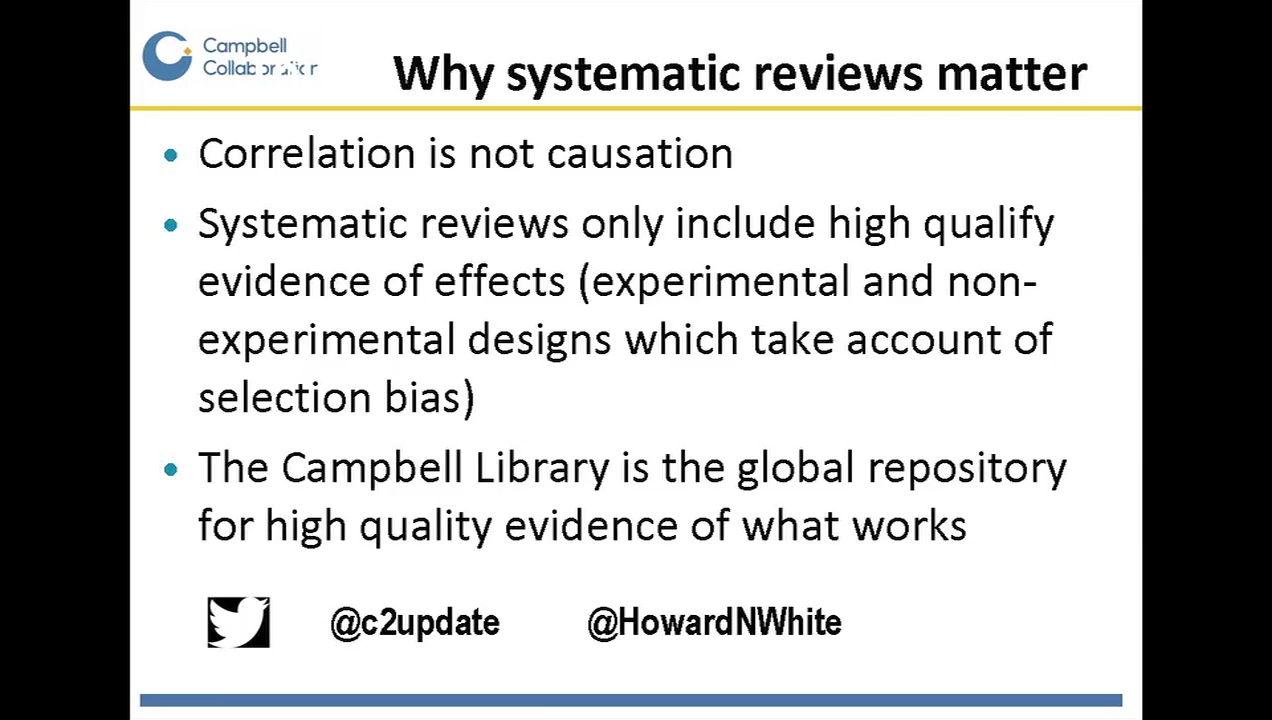 Campbell
Collaboration
Why systematic reviews matter
• Correlation is not causation
• Systematic reviews only include high qualify
evidence of effects (experimental and non-
experimental designs which take account of
selection bias)
• The Campbell Library is the global repository
for high quality evidence of what works
@c2update @HowardNWhite